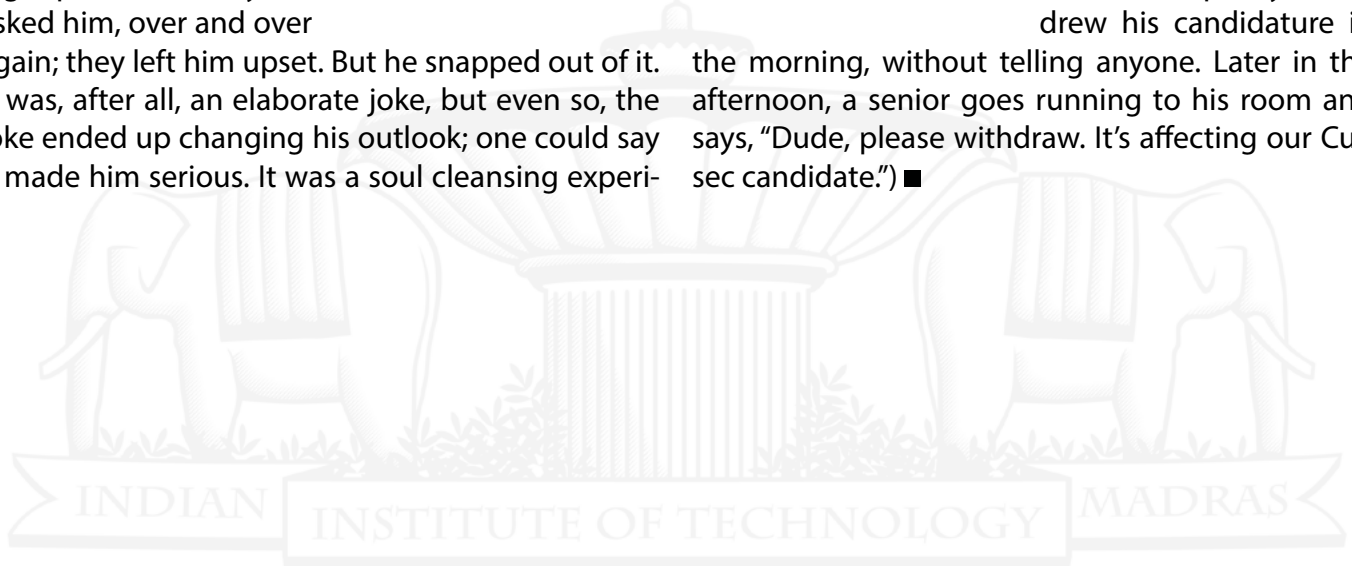 sked him, over and over
gain; they left him upset. But he snapped out of it.
was, after all, an elaborate joke, but even so, the
oke ended up changing his outlook; one could say
made him serious. It was a soul cleansing experi-
drew his candidature i
the morning, without telling anyone. Later in th
afternoon, a senior goes running to his room an
says, “Dude, please withdraw. It’s affecting our Cu
sec candidate.”) ■
INDIAN INSTITUTE OF TECHNOLOGY MADRAS